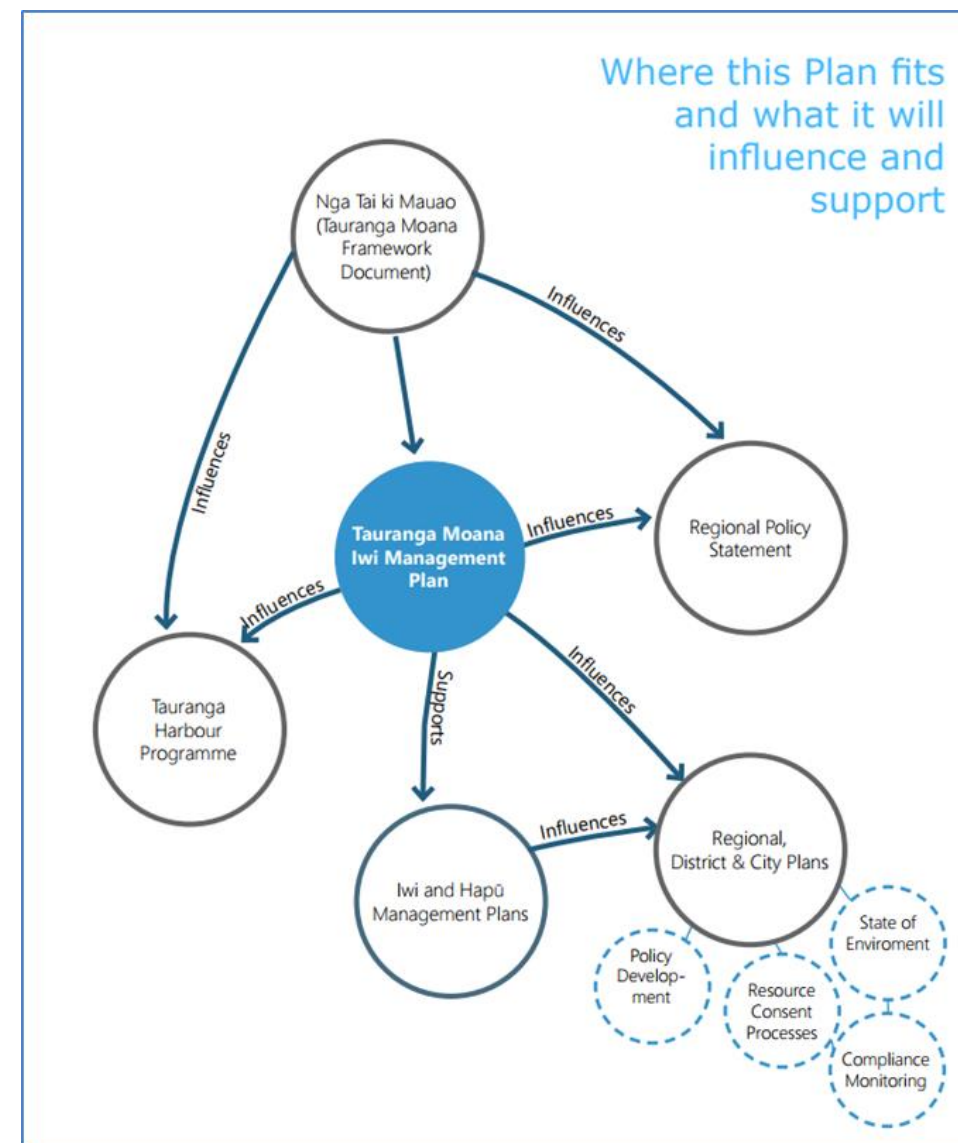 Where this Plan fits
and what it will
influence and
support
Nga Tai ki Mauao
(Tauranga Moana
Framework
Document)
Influences
Influences
Tauranga Moana
Iwi Management
Plan
Influences
Regional Policy
Statement
Influences
Tauranga
Harbour
Programme
Supports
Influences
Iwi and Hapū
Management Plans
Influences
Regional,
District & City Plans
Policy
Develop-
ment
Resource
Consent
Processes
State of
Enviroment
Compliance
Monitoring